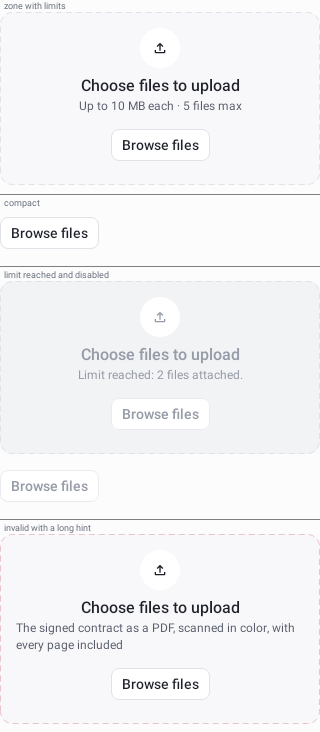 zone with limits
Choose files to upload
Up to 10 MB each · 5 files max
Browse files
compact
Browse files
limit reached and disabled
Choose files to upload
Limit reached: 2 files attached.
Browse files
Browse files
invalid with a long hint
Choose files to upload
The signed contract as a PDF, scanned in color, with
every page included
Browse files